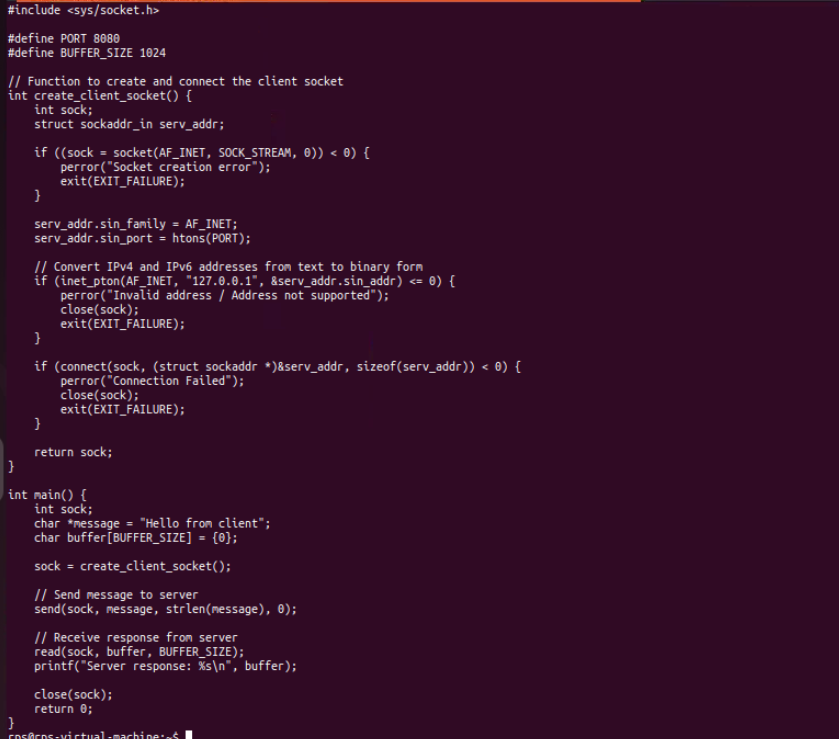 #include <sys/socket.h>

#define PORT 8080
#define BUFFER_SIZE 1024

// Function to create and connect the client socket
int create_client_socket() {
    int sock;
    struct sockaddr_in serv_addr;

    if ((sock = socket(AF_INET, SOCK_STREAM, 0)) < 0) {
        perror("Socket creation error");
        exit(EXIT_FAILURE);
    }

    serv_addr.sin_family = AF_INET;
    serv_addr.sin_port = htons(PORT);

    // Convert IPv4 and IPv6 addresses from text to binary form
    if (inet_pton(AF_INET, "127.0.0.1", &serv_addr.sin_addr) <= 0) {
        perror("Invalid address / Address not supported");
        close(sock);
        exit(EXIT_FAILURE);
    }

    if (connect(sock, (struct sockaddr *)&serv_addr, sizeof(serv_addr)) < 0) {
        perror("Connection Failed");
        close(sock);
        exit(EXIT_FAILURE);
    }

    return sock;
}

int main() {
    int sock;
    char *message = "Hello from client";
    char buffer[BUFFER_SIZE] = {0};

    sock = create_client_socket();

    // Send message to server
    send(sock, message, strlen(message), 0);

    // Receive response from server
    read(sock, buffer, BUFFER_SIZE);
    printf("Server response: %s\n", buffer);

    close(sock);
    return 0;
}
rps@rps-virtual-machine:~$